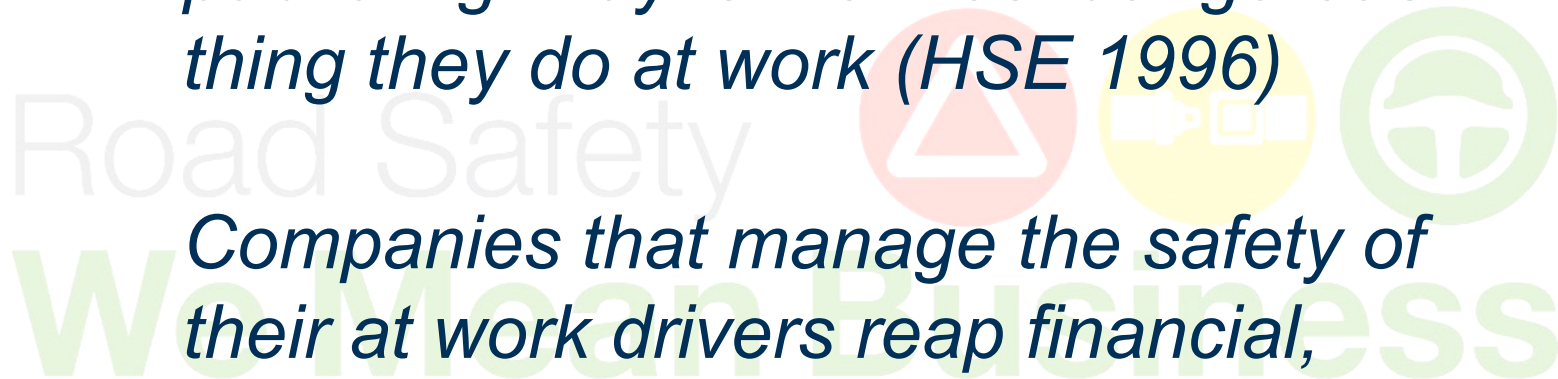 thing they do at work (HSE 1996)
Road Safety
Companies that manage the safety of
We Mean Business
their at work drivers reap financial,